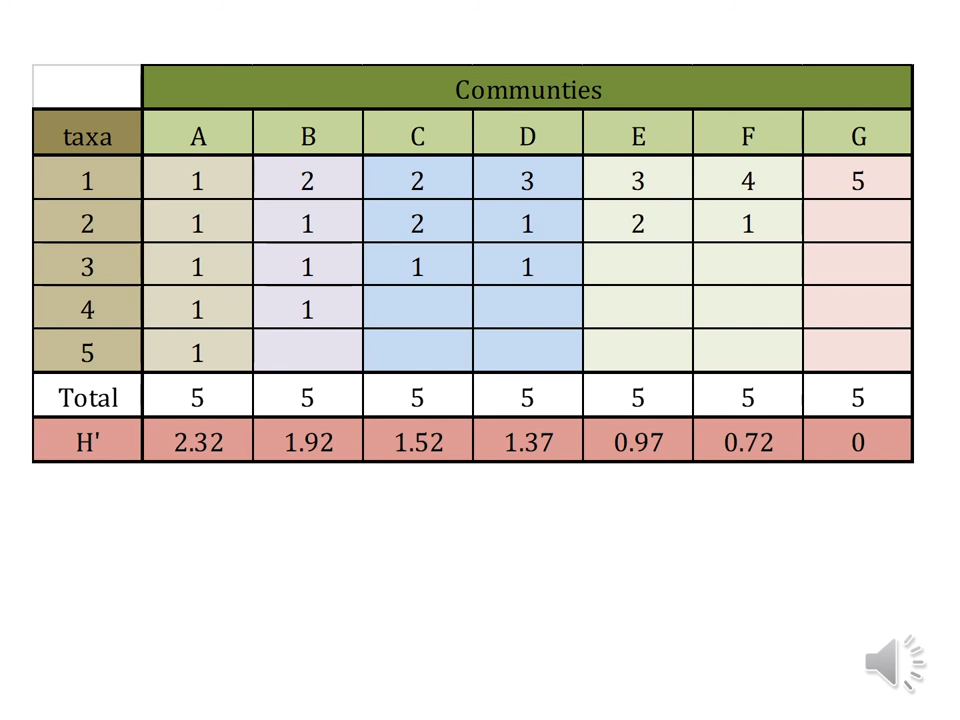 Communties
taxa A B C D E F G
1 1 2 2 3 3 4 5
2 1 1 2 1 2 1
3 1 1 1 1
4 1 1
5 1
Total 5 5 5 5 5 5 5
H' 2.32 1.92 1.52 1.37 0.97 0.72 0